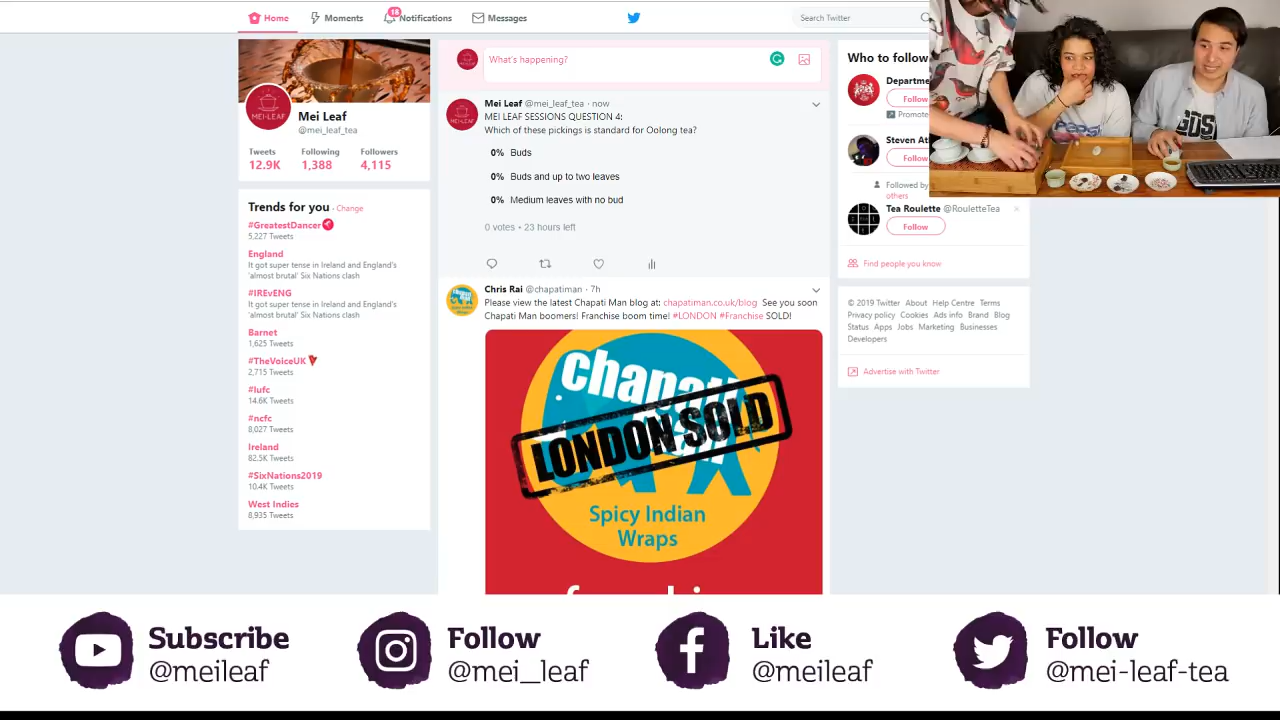 Home
Moments
18
Notifications
Messages
Search Twitter
MEI LEAF
Mei Leaf
@mei_leaf_tea
Tweets Following Followers
12.9K 1,388 4,115
Trends for you · Change
#GreatestDancer
5,227 Tweets
England
It got super tense in Ireland and England's
'almost brutal' Six Nations clash
#IREvENG
It got super tense in Ireland and England's
'almost brutal' Six Nations clash
Barnet
1,625 Tweets
#TheVoiceUK
2,715 Tweets
#lufc
14.6K Tweets
#ncfc
8,027 Tweets
Ireland
82.5K Tweets
#SixNations2019
10.4K Tweets
West Indies
8,935 Tweets
What's happening?
Mei Leaf @mei_leaf_tea · now
MEI LEAF SESSIONS QUESTION 4:
Which of these pickings is standard for Oolong tea?
0% Buds
0% Buds and up to two leaves
0% Medium leaves with no bud
0 votes • 23 hours left
Chris Rai @chapatiman · 7h
Please view the latest Chapati Man blog at: chapatiman.co.uk/blog See you soon
Chapati Man boomers! Franchise boom time! #LONDON #Franchise SOLD!
chapati
LONDON SOLD
Spicy Indian
Wraps
Who to follow
Departme
Follow
Promote
Steven At
Follow
Followed by
others
Tea Roulette @RouletteTea
Follow
Find people you know
© 2019 Twitter About Help Centre Terms
Privacy policy Cookies Ads info Brand Blog
Status Apps Jobs Marketing Businesses
Developers
Advertise with Twitter
Subscribe
@meileaf
Follow
@mei_leaf
Like
@meileaf
Follow
@mei-leaf-tea